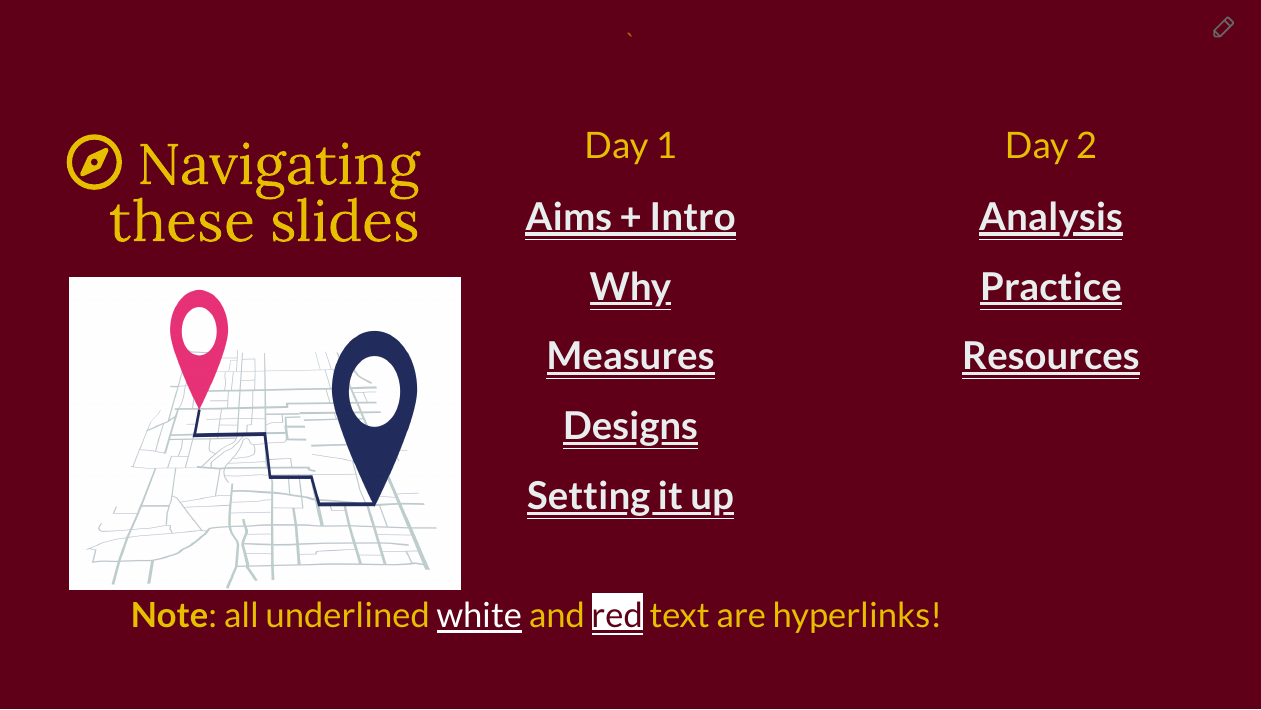 `
Navigating
these slides
Day 1
Aims + Intro
Why
Measures
Designs
Setting it up
Day 2
Analysis
Practice
Resources
Note: all underlined white and red text are hyperlinks!